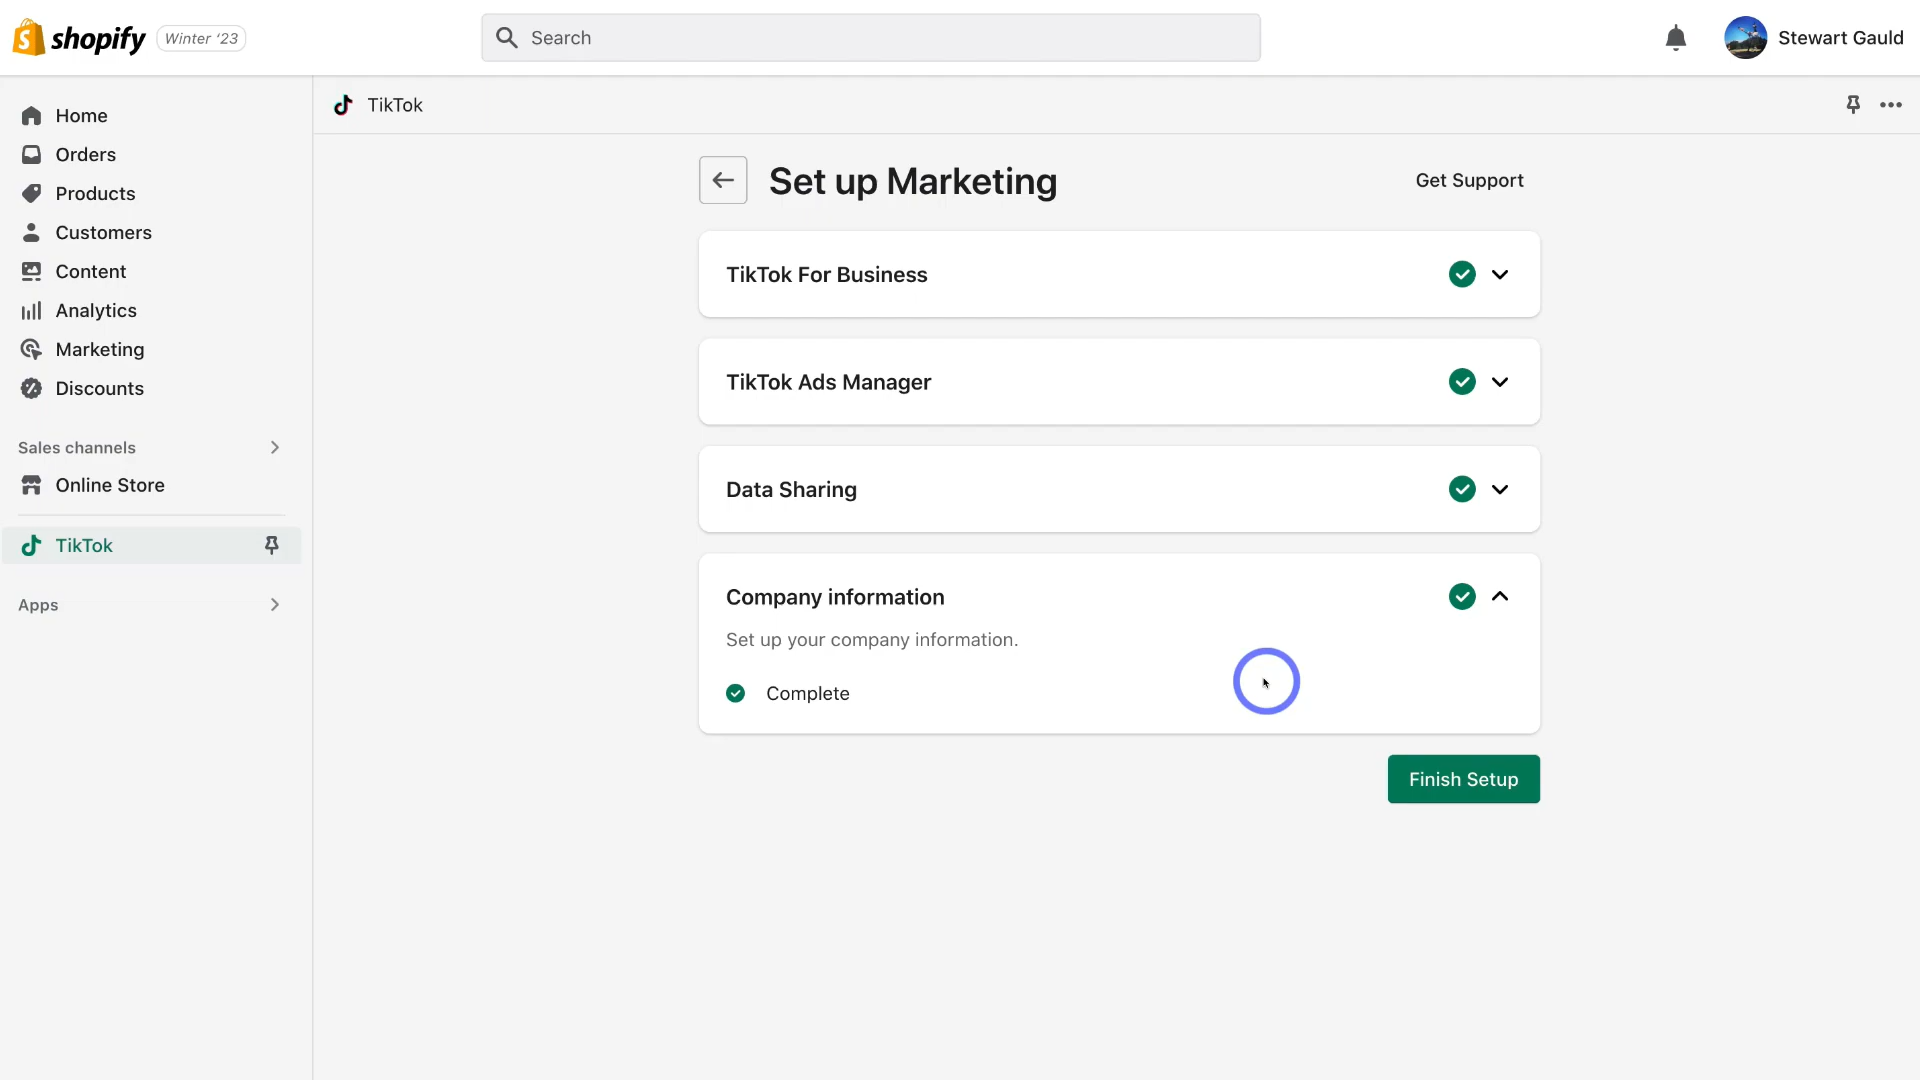 shopify Winter ‘23
Search
Stewart Gauld
Home
Orders
Products
Customers
Content
Analytics
Marketing
Discounts
Sales channels
Online Store
TikTok
Apps
TikTok
Set up Marketing
Get Support
TikTok For Business
TikTok Ads Manager
Data Sharing
Company information
Set up your company information.
Complete
Finish Setup